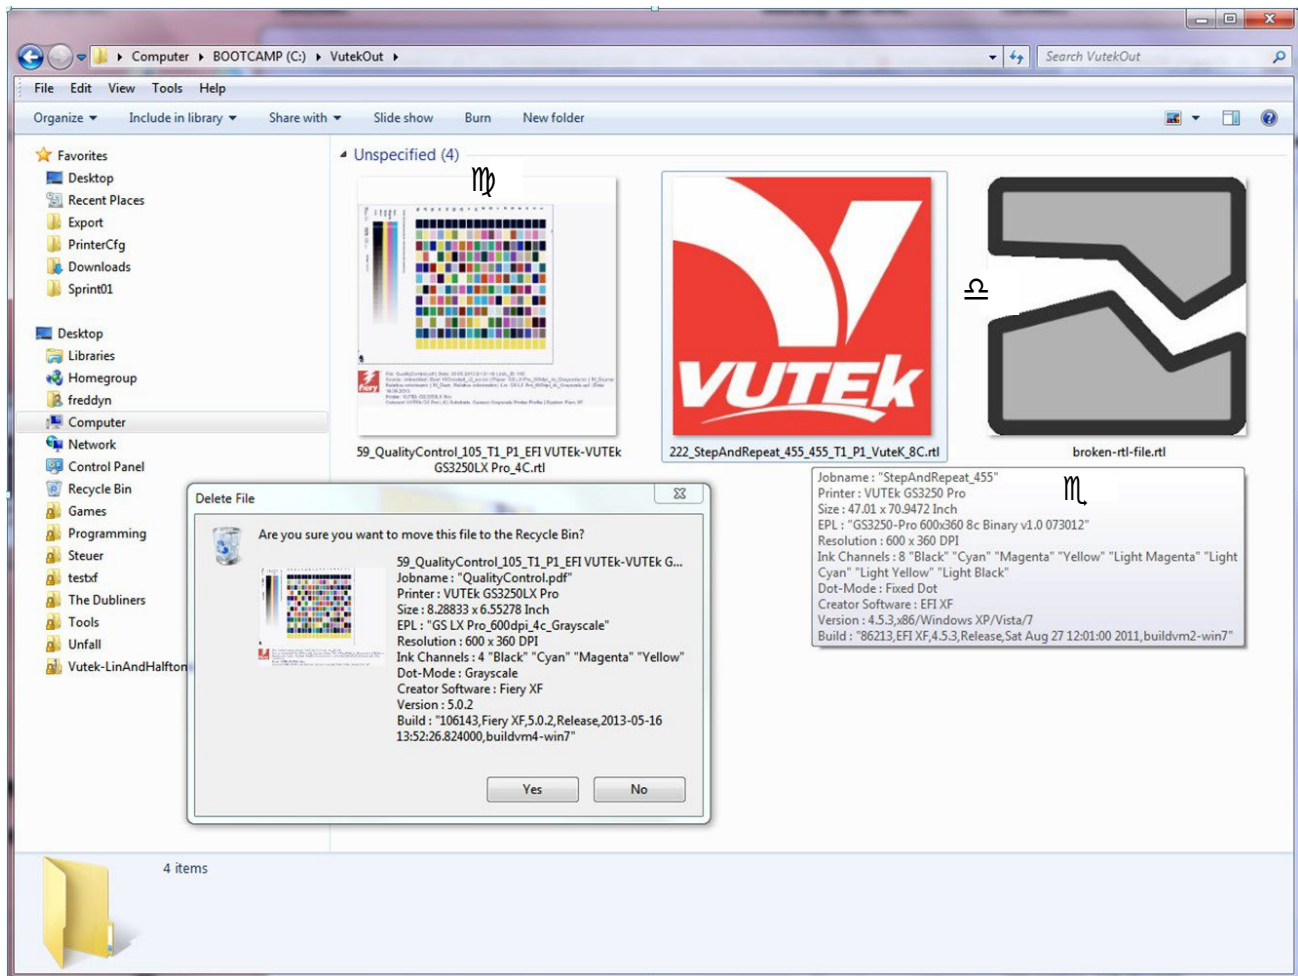 Computer ▸ BOOTCAMP (C:) ▸ VutekOut ▸
Search VutekOut
File Edit View Tools Help
Organize Include in library Share with Slide show Burn New folder
Favorites
Desktop
Recent Places
Export
PrinterCfg
Downloads
Sprint01
Desktop
Libraries
Homegroup
freddyn
Computer
Network
Control Panel
Recycle Bin
Games
Programming
Steuer
testxf
The Dubliners
Tools
Unfall
Vutek-LinAndHalfton
Unspecified (4)
♍
fiery
59_QualityControl_105_T1_P1_EFI VUTEk-VUTEk
GS3250LX Pro_4C.rtl
VUTEk
222_StepAndRepeat_455_455_T1_P1_VuteK_8C.rtl
♎
broken-rtl-file.rtl
♏
Jobname : "StepAndRepeat_455"
Printer : VUTEk GS3250 Pro
Size : 47.01 x 70.9472 Inch
EPL : "GS3250-Pro 600x360 8c Binary v1.0 073012"
Resolution : 600 x 360 DPI
Ink Channels : 8 "Black" "Cyan" "Magenta" "Yellow" "Light Magenta" "Light
Cyan" "Light Yellow" "Light Black"
Dot-Mode : Fixed Dot
Creator Software : EFI XF
Version : 4.5.3,x86/Windows XP/Vista/7
Build : "86213,EFI XF,4.5.3,Release,Sat Aug 27 12:01:00 2011,buildvm2-win7"
Delete File
Are you sure you want to move this file to the Recycle Bin?
59_QualityControl_105_T1_P1_EFI VUTEk-VUTEk G...
Jobname : "QualityControl.pdf"
Printer : VUTEk GS3250LX Pro
Size : 8.28833 x 6.55278 Inch
EPL : "GS LX Pro_600dpi_4c_Grayscale"
Resolution : 600 x 360 DPI
Ink Channels : 4 "Black" "Cyan" "Magenta" "Yellow"
Dot-Mode : Grayscale
Creator Software : Fiery XF
Version : 5.0.2
Build : "106143,Fiery XF,5.0.2,Release,2013-05-16
13:52:26.824000,buildvm4-win7"
Yes No
4 items